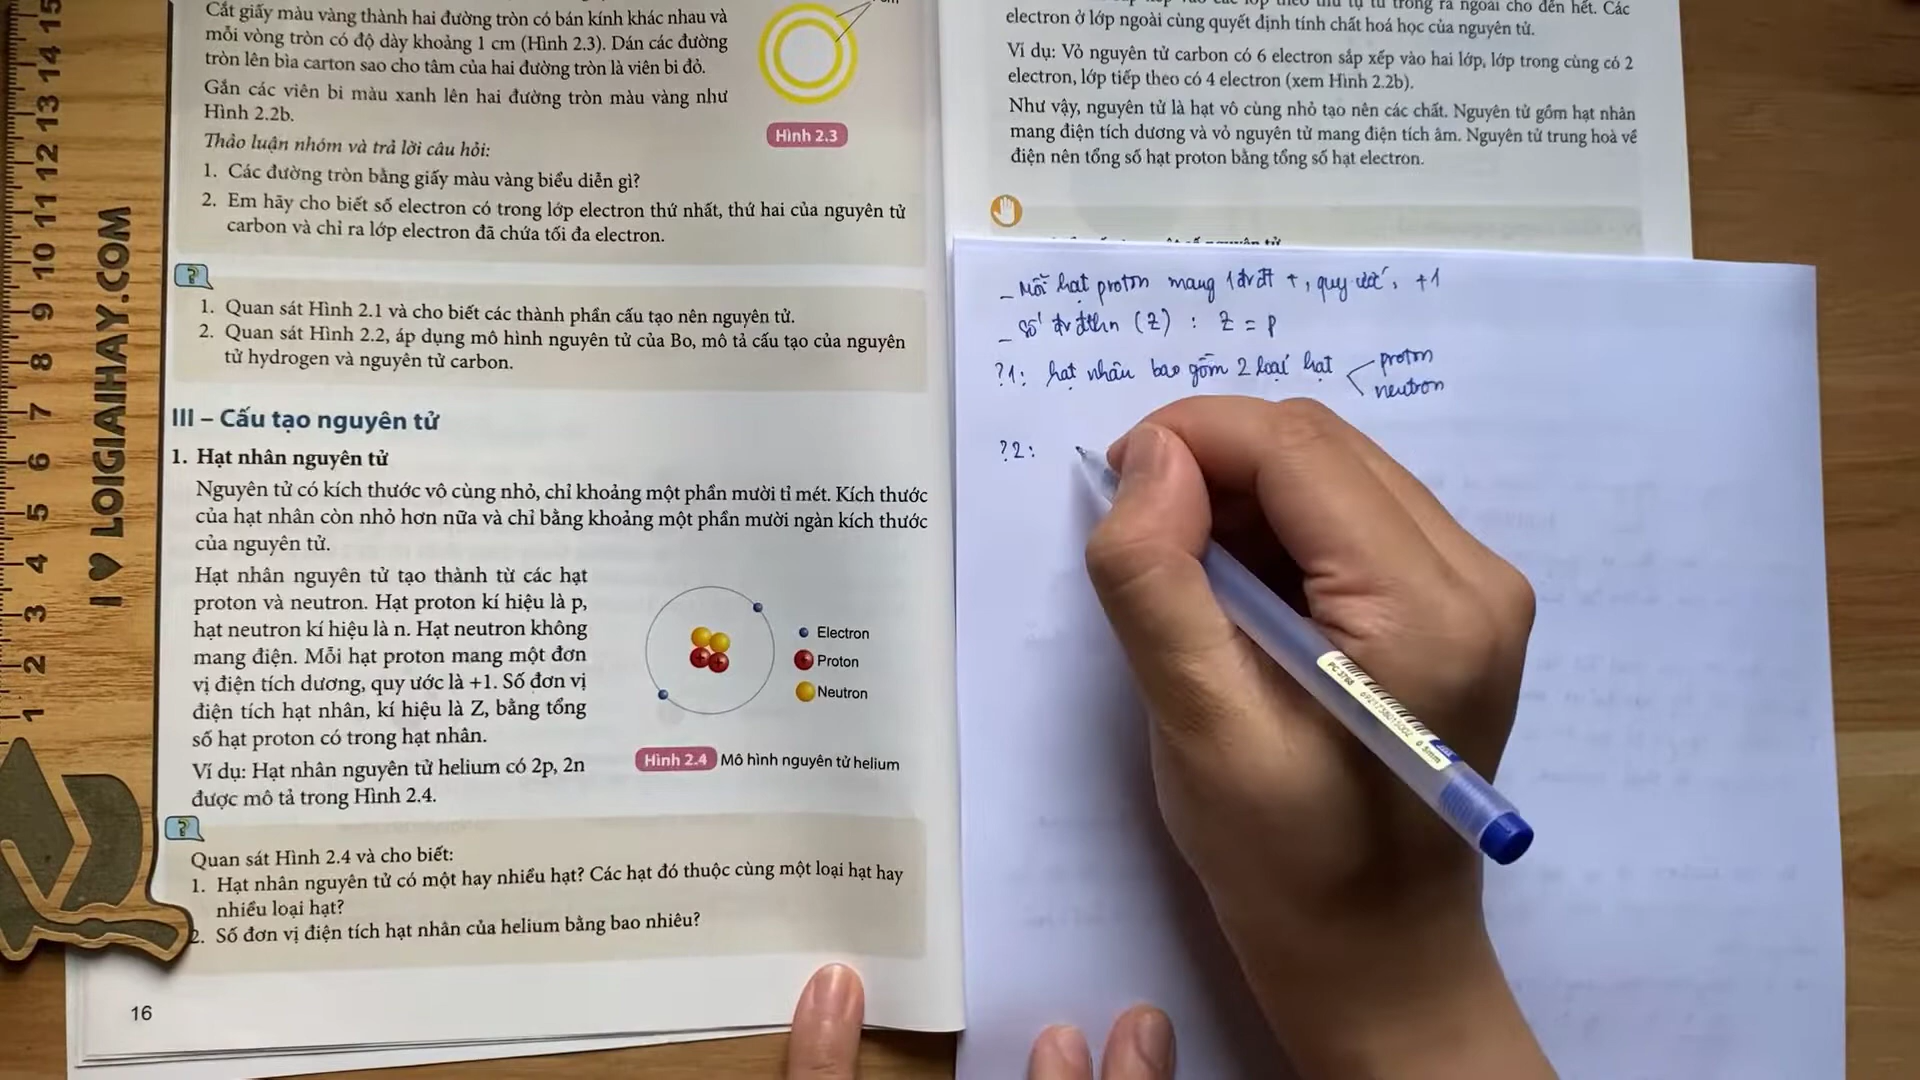 Cắt giấy màu vàng thành hai đường tròn có bán kính khác nhau và
mỗi vòng tròn có độ dày khoảng 1 cm (Hình 2.3). Dán các đường
tròn lên bìa carton sao cho tâm của hai đường tròn là viên bi đỏ.
Gắn các viên bi màu xanh lên hai đường tròn màu vàng như
Hình 2.2b.
Hình 2.3
Thảo luận nhóm và trả lời câu hỏi:
1. Các đường tròn bằng giấy màu vàng biểu diễn gì?
2. Em hãy cho biết số electron có trong lớp electron thứ nhất, thứ hai của nguyên tử
carbon và chỉ ra lớp electron đã chứa tối đa electron.
?
1. Quan sát Hình 2.1 và cho biết các thành phần cấu tạo nên nguyên tử.
2. Quan sát Hình 2.2, áp dụng mô hình nguyên tử của Bo, mô tả cấu tạo của nguyên
tử hydrogen và nguyên tử carbon.
III – Cấu tạo nguyên tử
1. Hạt nhân nguyên tử
Nguyên tử có kích thước vô cùng nhỏ, chỉ khoảng một phần mười tỉ mét. Kích thước
của hạt nhân còn nhỏ hơn nữa và chỉ bằng khoảng một phần mười ngàn kích thước
của nguyên tử.
Hạt nhân nguyên tử tạo thành từ các hạt
proton và neutron. Hạt proton kí hiệu là p,
hạt neutron kí hiệu là n. Hạt neutron không
mang điện. Mỗi hạt proton mang một đơn
vị điện tích dương, quy ước là +1. Số đơn vị
điện tích hạt nhân, kí hiệu là Z, bằng tổng
số hạt proton có trong hạt nhân.
Ví dụ: Hạt nhân nguyên tử helium có 2p, 2n
được mô tả trong Hình 2.4.
Electron
Proton
Neutron
Hình 2.4 Mô hình nguyên tử helium
?
Quan sát Hình 2.4 và cho biết:
1. Hạt nhân nguyên tử có một hay nhiều hạt? Các hạt đó thuộc cùng một loại hạt hay
nhiều loại hạt?
2. Số đơn vị điện tích hạt nhân của helium bằng bao nhiêu?
16
electron ở lớp ngoài cùng quyết định tính chất hoá học của nguyên tử.
Ví dụ: Vỏ nguyên tử carbon có 6 electron sắp xếp vào hai lớp, lớp trong cùng có 2
electron, lớp tiếp theo có 4 electron (xem Hình 2.2b).
Như vậy, nguyên tử là hạt vô cùng nhỏ tạo nên các chất. Nguyên tử gồm hạt nhân
mang điện tích dương và vỏ nguyên tử mang điện tích âm. Nguyên tử trung hoà về
điện nên tổng số hạt proton bằng tổng số hạt electron.
_ Mỗi hạt proton mang 1 đvđt +, quy ước, +1
_ Số đvđthn (Z) : Z = P
?1: hạt nhân bao gồm 2 loại hạt
proton
neutron
?2:
I ♥ LOIGIAIHAY.COM
1 2 3 4 5 6 7 8 9 10 11 12 13 14 15
PC 3788
0.5mm